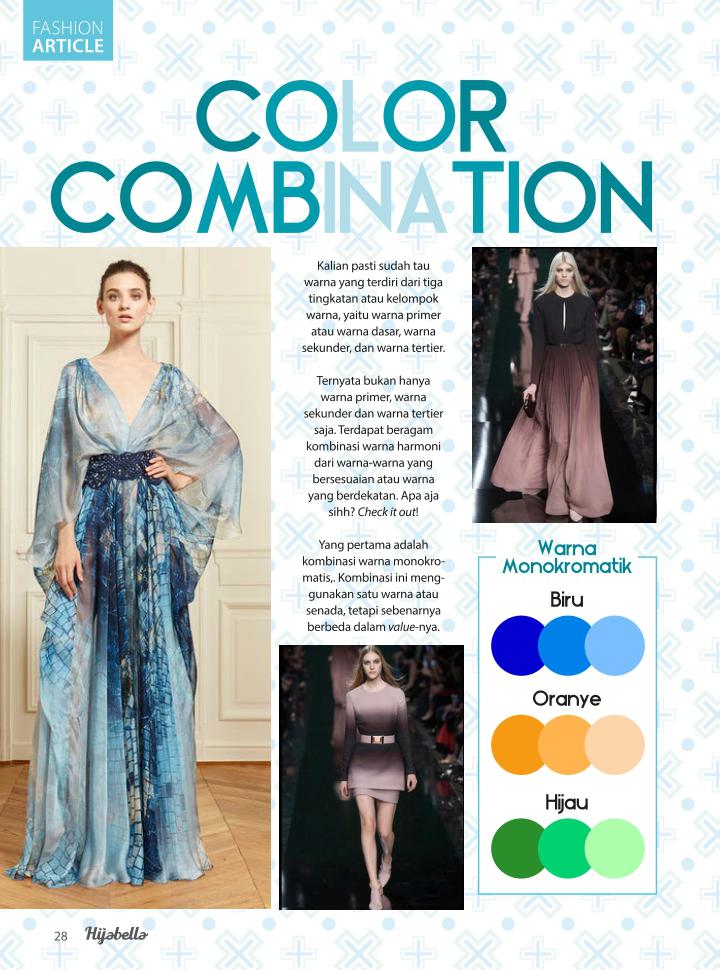 FASHION
ARTICLE
COLOR
COMBINATION
Kalian pasti sudah tau
warna yang terdiri dari tiga
tingkatan atau kelompok
warna, yaitu warna primer
atau warna dasar, warna
sekunder, dan warna tertier.
Ternyata bukan hanya
warna primer, warna
sekunder dan warna tertier
saja. Terdapat beragam
kombinasi warna harmoni
dari warna-warna yang
bersesuaian atau warna
yang berdekatan. Apa aja
sihh? Check it out!
Yang pertama adalah
kombinasi warna monokro-
matis,. Kombinasi ini meng-
gunakan satu warna atau
senada, tetapi sebenarnya
berbeda dalam value-nya.
Warna
Monokromatik
Biru
Oranye
Hijau
28 Hijabella